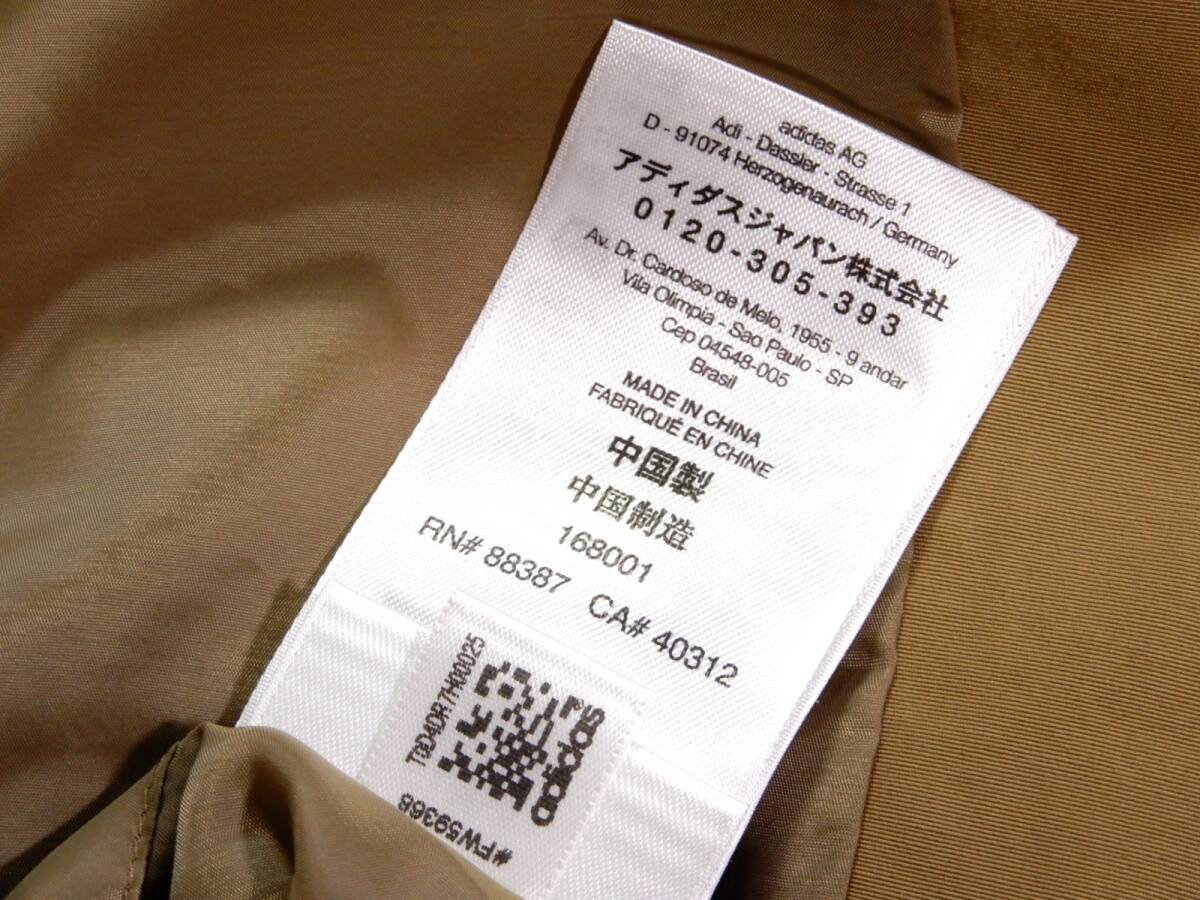 adidas AG
Adi - Dassler - Strasse 1
D - 91074 Herzogenaurach / Germany
アディダスジャパン株式会社
0120-305-393
Av. Dr. Cardoso de Melo, 1955 - 9 andar
Vila Olimpia - Sao Paulo - SP
Cep 04548-005
Brasil
MADE IN CHINA
FABRIQUÉ EN CHINE
中国製
中国制造
168001
RN# 88387 CA# 40312
T0D4DR7H00025
adidas
#FW59368